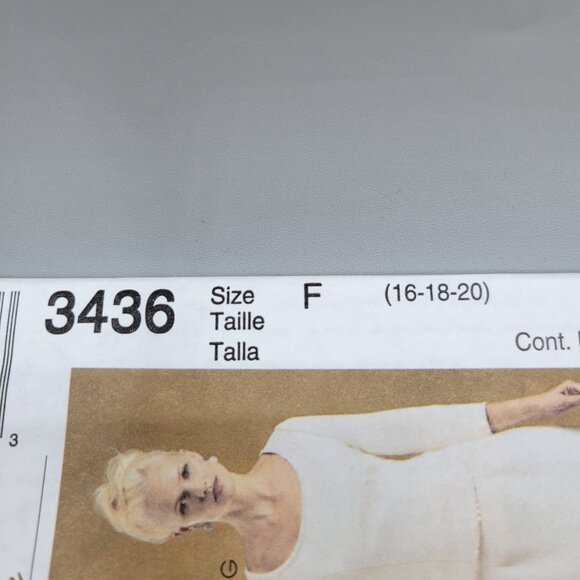 3436
Size F (16-18-20)
Taille
Talla
Cont.
3
G